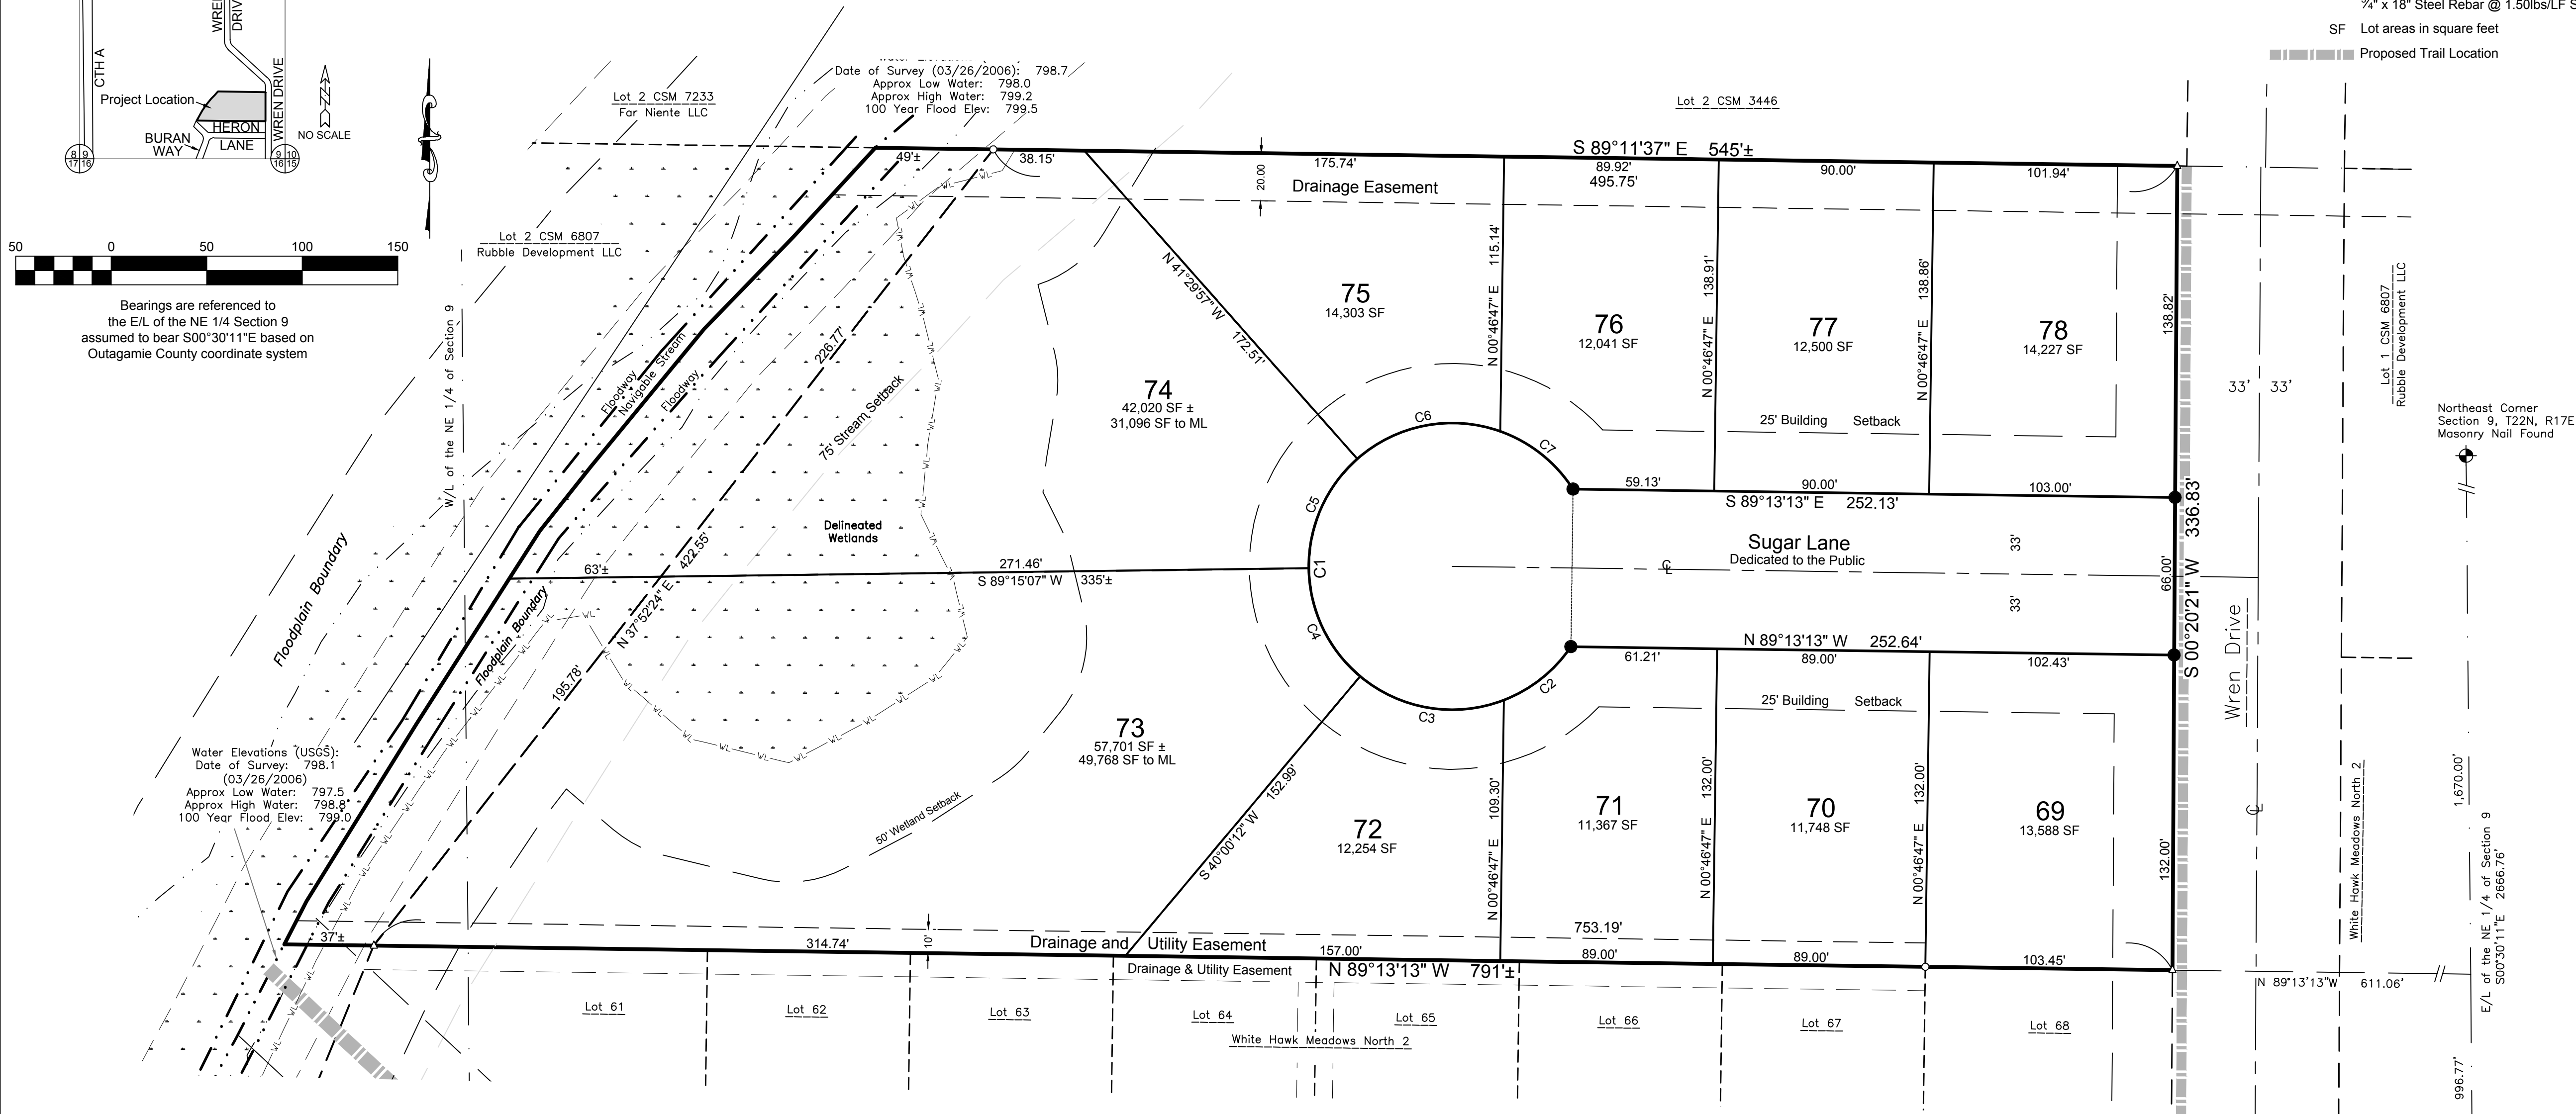 CTH A
WREN DRIVE
Project Location
BURAN
WAY
HERON
LANE
NO SCALE
8 9
17 16
9 10
16 15
50 0 50 100 150
Bearings are referenced to
the E/L of the NE 1/4 Section 9
assumed to bear S00°30'11"E based on
Outagamie County coordinate system
Lot 2 CSM 7233
Far Niente LLC
Lot 2 CSM 6807
Rubble Development LLC
Date of Survey (03/26/2006): 798.7
Approx Low Water: 798.0
Approx High Water: 799.2
100 Year Flood Elev: 799.5
Lot 2 CSM 3446
¾" x 18" Steel Rebar @ 1.50lbs/LF
SF Lot areas in square feet
Proposed Trail Location
S 89°11'37" E 545'±
49'±
38.15'
175.74'
89.92'
495.75'
90.00'
101.94'
20.00
Drainage Easement
W/L of the NE 1/4 of Section 9
Floodway
Navigable Stream
Floodway
226.77'
75' Stream Setback
N 41°29'57" W 172.51'
74
42,020 SF ±
31,096 SF to ML
75
14,303 SF
N 00°46'47" E 115.14'
76
12,041 SF
N 00°46'47" E 138.91'
77
12,500 SF
N 00°46'47" E 138.86'
78
14,227 SF
138.82'
25' Building Setback
C6
C7
C5
C1
C4
C3
C2
59.13'
90.00'
103.00'
S 89°13'13" E 252.13'
Sugar Lane
Dedicated to the Public
33'
33'
66.00'
S 00°20'21" W 336.83'
N 89°13'13" W 252.64'
61.21'
89.00'
102.43'
Delineated
Wetlands
63'±
271.46'
S 89°15'07" W 335'±
N 37°52'24" E 422.55'
195.78'
Floodplain Boundary
Floodplain Boundary
WL
73
57,701 SF ±
49,768 SF to ML
50' Wetland Setback
S 40°00'12" W 152.99'
72
12,254 SF
N 00°46'47" E 109.30'
71
11,367 SF
N 00°46'47" E 132.00'
70
11,748 SF
N 00°46'47" E 132.00'
69
13,588 SF
132.00'
25' Building Setback
Water Elevations (USGS):
Date of Survey: 798.1
(03/26/2006)
Approx Low Water: 797.5
Approx High Water: 798.8
100 Year Flood Elev: 799.0
37'±
314.74'
10'
Drainage and Utility Easement
157.00'
753.19'
89.00'
89.00'
103.45'
Drainage & Utility Easement
N 89°13'13" W 791'±
Lot 61
Lot 62
Lot 63
Lot 64
Lot 65
Lot 66
Lot 67
Lot 68
White Hawk Meadows North 2
33' 33'
Wren Drive
Lot 1 CSM 6807
Rubble Development LLC
Northeast Corner
Section 9, T22N, R17E
Masonry Nail Found
White Hawk Meadows North 2
1,670.00'
E/L of the NE 1/4 of Section 9
S00°30'11"E 2666.76'
N 89°13'13"W 611.06'
996.77'